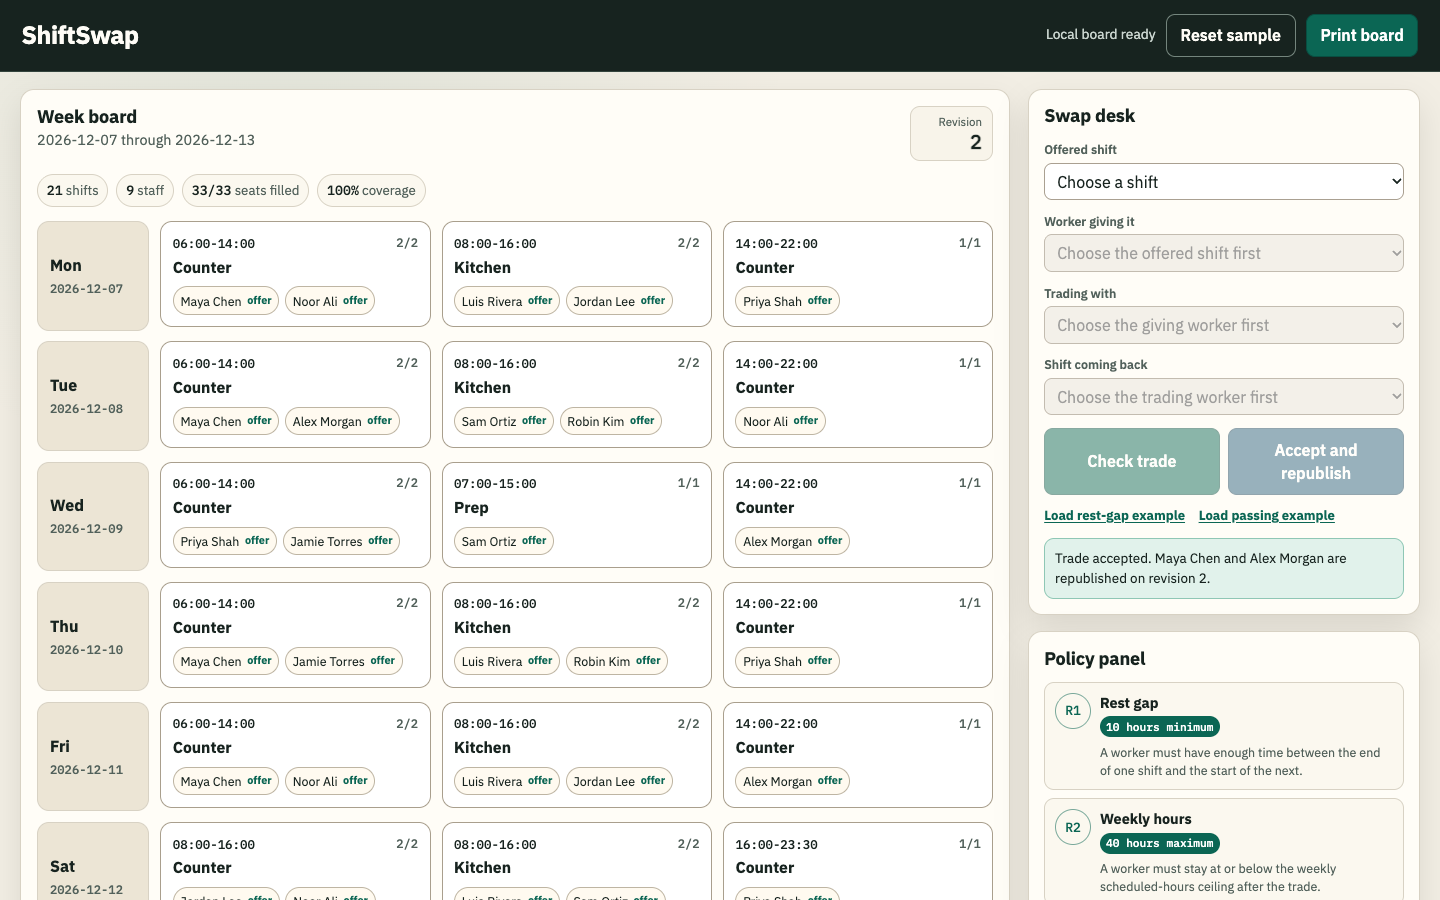 ShiftSwap
Local board ready
Reset sample
Print board
Week board
2026-12-07 through 2026-12-13
Revision
2
21 shifts
9 staff
33/33 seats filled
100% coverage
Mon
2026-12-07
06:00-14:00 2/2
Counter
Maya Chen offer Noor Ali offer
08:00-16:00 2/2
Kitchen
Luis Rivera offer Jordan Lee offer
14:00-22:00 1/1
Counter
Priya Shah offer
Tue
2026-12-08
06:00-14:00 2/2
Counter
Maya Chen offer Alex Morgan offer
08:00-16:00 2/2
Kitchen
Sam Ortiz offer Robin Kim offer
14:00-22:00 1/1
Counter
Noor Ali offer
Wed
2026-12-09
06:00-14:00 2/2
Counter
Priya Shah offer Jamie Torres offer
07:00-15:00 1/1
Prep
Sam Ortiz offer
14:00-22:00 1/1
Counter
Alex Morgan offer
Thu
2026-12-10
06:00-14:00 2/2
Counter
Maya Chen offer Jamie Torres offer
08:00-16:00 2/2
Kitchen
Luis Rivera offer Robin Kim offer
14:00-22:00 1/1
Counter
Priya Shah offer
Fri
2026-12-11
06:00-14:00 2/2
Counter
Maya Chen offer Noor Ali offer
08:00-16:00 2/2
Kitchen
Luis Rivera offer Jordan Lee offer
14:00-22:00 1/1
Counter
Alex Morgan offer
Sat
2026-12-12
08:00-16:00 2/2
Counter
Jordan Lee offer Noor Ali offer
08:00-16:00 2/2
Kitchen
Luis Rivera offer Sam Ortiz offer
16:00-23:30 1/1
Counter
Priya Shah offer
Swap desk
Offered shift
Choose a shift
Worker giving it
Choose the offered shift first
Trading with
Choose the giving worker first
Shift coming back
Choose the trading worker first
Check trade
Accept and
republish
Load rest-gap example Load passing example
Trade accepted. Maya Chen and Alex Morgan are
republished on revision 2.
Policy panel
R1
Rest gap
10 hours minimum
A worker must have enough time between the end
of one shift and the start of the next.
R2
Weekly hours
40 hours maximum
A worker must stay at or below the weekly
scheduled-hours ceiling after the trade.